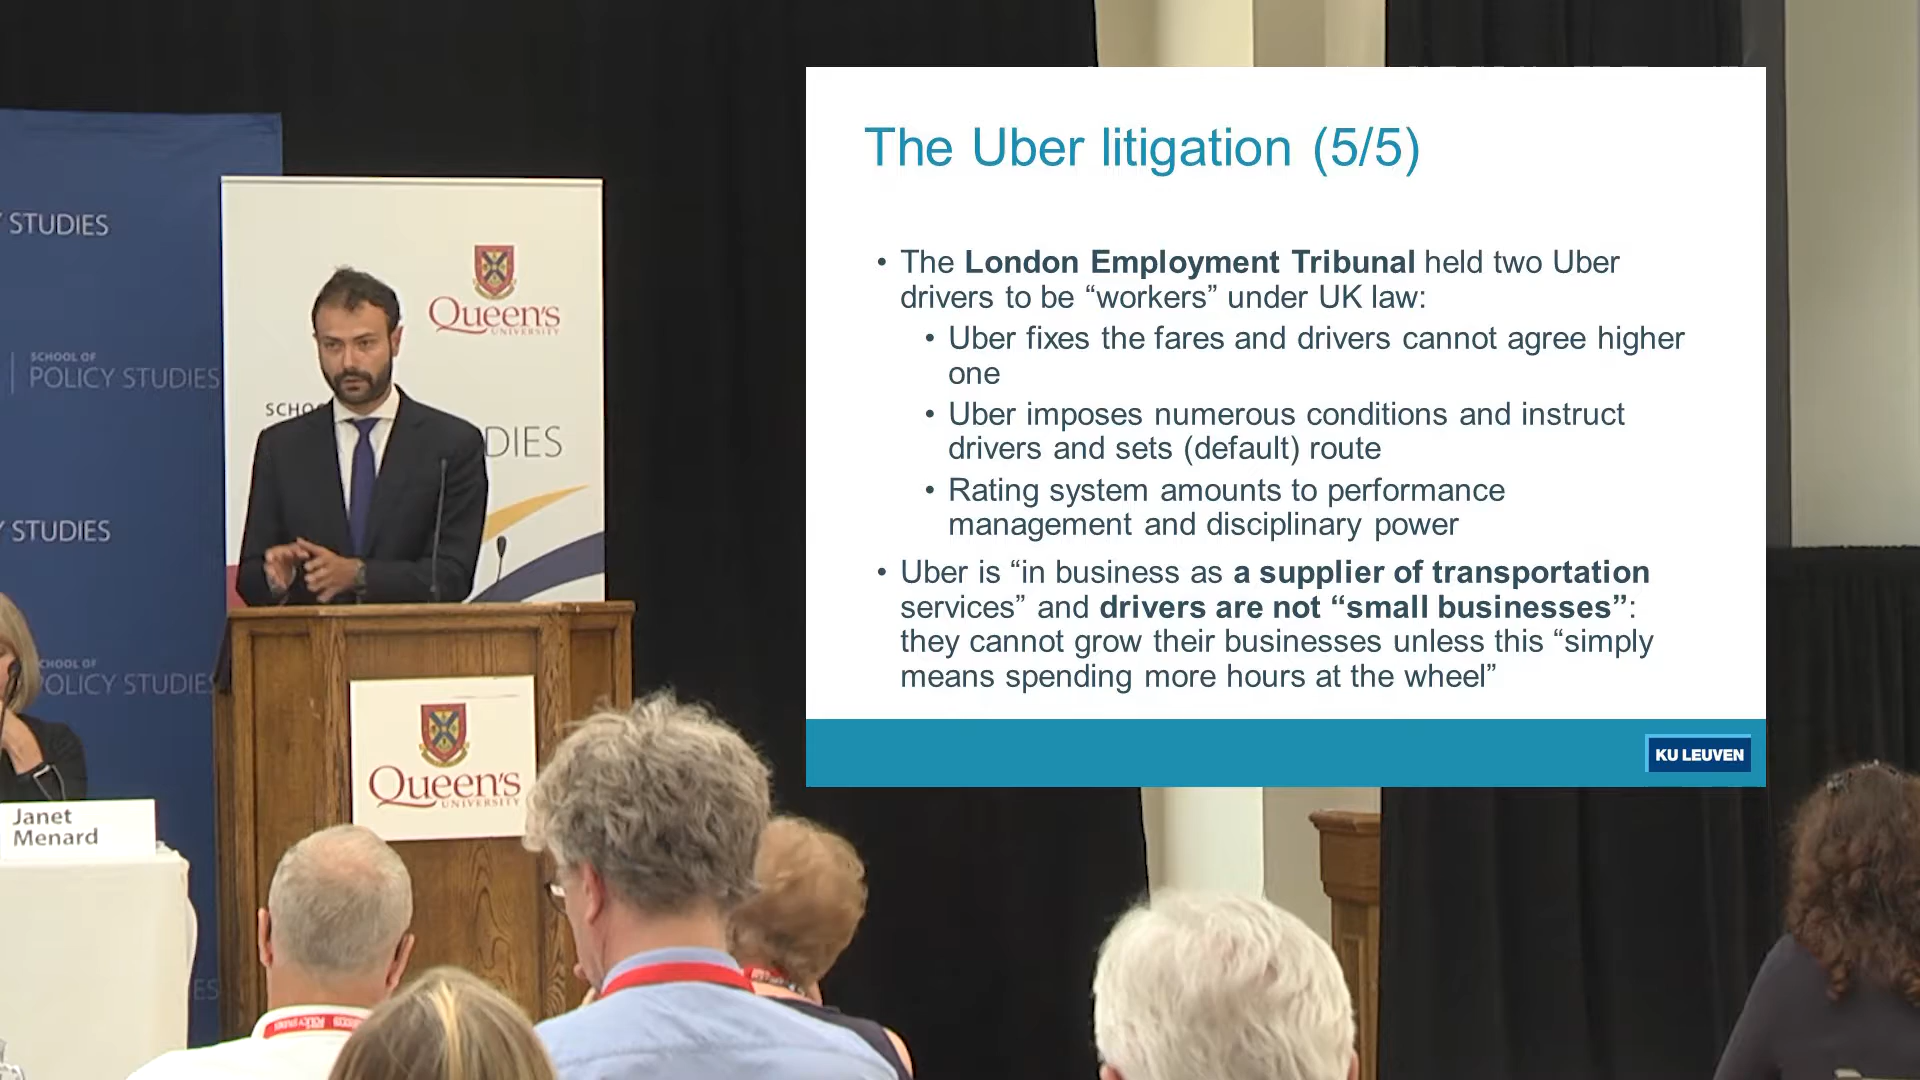 STUDIES
SCHOOL OF
POLICY STUDIES
STUDIES
SCHOOL OF
POLICY STUDIES
Queen's
UNIVERSITY
SCHO
DIES
Queen's
UNIVERSITY
Janet
Menard
The Uber litigation (5/5)
• The London Employment Tribunal held two Uber
drivers to be “workers” under UK law:
• Uber fixes the fares and drivers cannot agree higher
one
• Uber imposes numerous conditions and instruct
drivers and sets (default) route
• Rating system amounts to performance
management and disciplinary power
• Uber is “in business as a supplier of transportation
services” and drivers are not “small businesses”:
they cannot grow their businesses unless this “simply
means spending more hours at the wheel”
KU LEUVEN